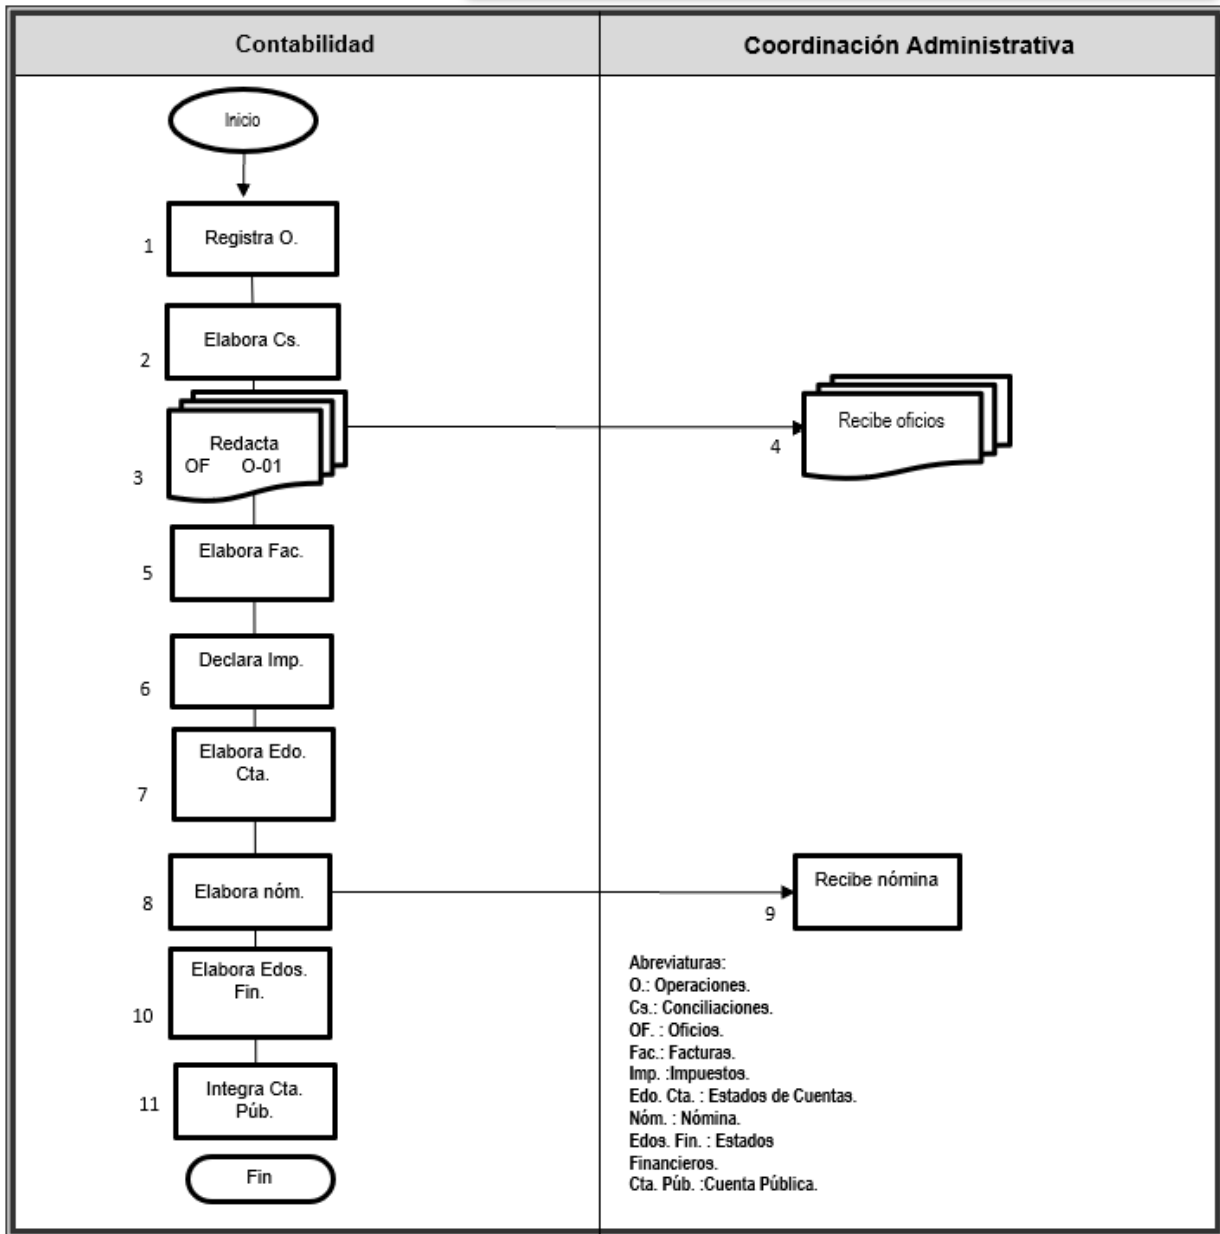 Contabilidad
Coordinación Administrativa
Inicio
1
Registra O.
2
Elabora Cs.
3
Redacta
OF O-01
4
Recibe oficios
5
Elabora Fac.
6
Declara Imp.
7
Elabora Edo.
Cta.
8
Elabora nóm.
9
Recibe nómina
10
Elabora Edos.
Fin.
11
Integra Cta.
Púb.
Fin
Abreviaturas:
O.: Operaciones.
Cs.: Conciliaciones.
OF. : Oficios.
Fac.: Facturas.
Imp. :Impuestos.
Edo. Cta. : Estados de Cuentas.
Nóm. : Nómina.
Edos. Fin. : Estados
Financieros.
Cta. Púb. :Cuenta Pública.